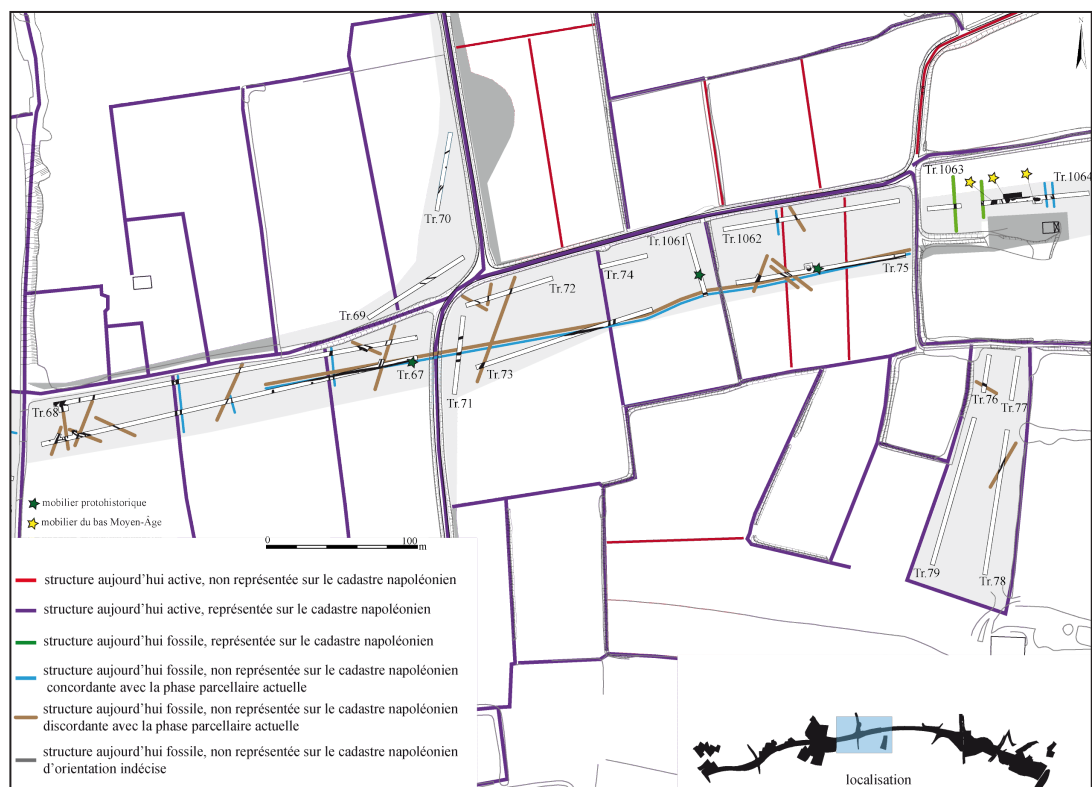 N
Tr.1063
Tr.1064
Tr.70
Tr.1061
Tr.1062
Tr.74
Tr.75
Tr.72
Tr.69
Tr.67
Tr.73
Tr.71
Tr.68
Tr.76
Tr.77
Tr.79
Tr.78
mobilier protohistorique
mobilier du bas Moyen-Âge
0 100 m
structure aujourd'hui active, non représentée sur le cadastre napoléonien
structure aujourd'hui active, représentée sur le cadastre napoléonien
structure aujourd'hui fossile, représentée sur le cadastre napoléonien
structure aujourd'hui fossile, non représentée sur le cadastre napoléonien
concordante avec la phase parcellaire actuelle
structure aujourd'hui fossile, non représentée sur le cadastre napoléonien
discordante avec la phase parcellaire actuelle
structure aujourd'hui fossile, non représentée sur le cadastre napoléonien
d'orientation indécise
localisation